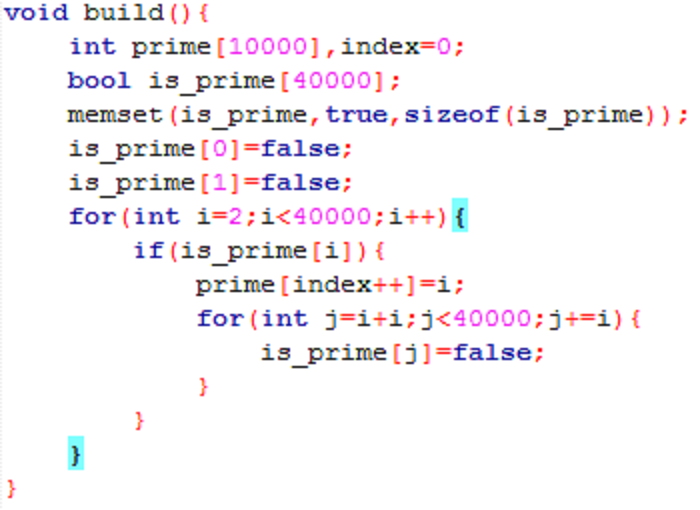 void build(){
    int prime[10000],index=0;
    bool is_prime[40000];
    memset(is_prime,true,sizeof(is_prime));
    is_prime[0]=false;
    is_prime[1]=false;
    for(int i=2;i<40000;i++){
        if(is_prime[i]){
            prime[index++]=i;
            for(int j=i+i;j<40000;j+=i){
                is_prime[j]=false;
            }
        }
    }
}